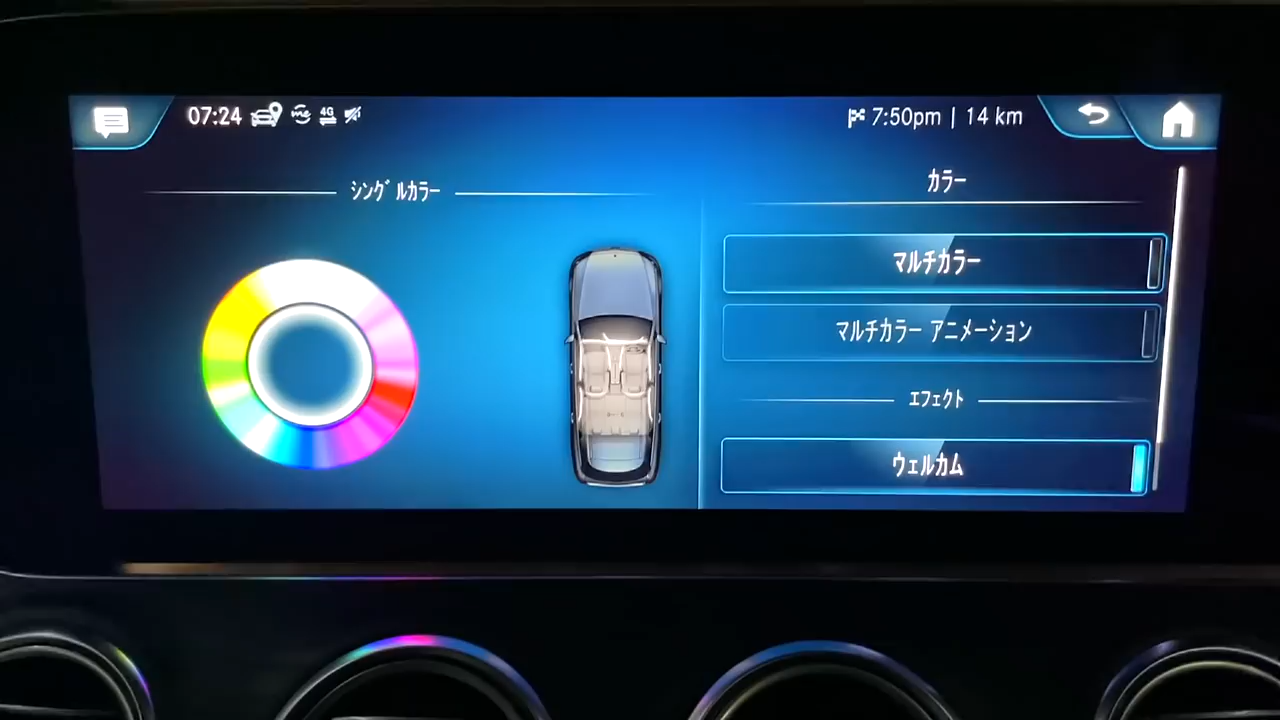 07:24 me 4G
7:50pm | 14 km
シングルカラー
カラー
マルチカラー
マルチカラー アニメーション
エフェクト
ウェルカム